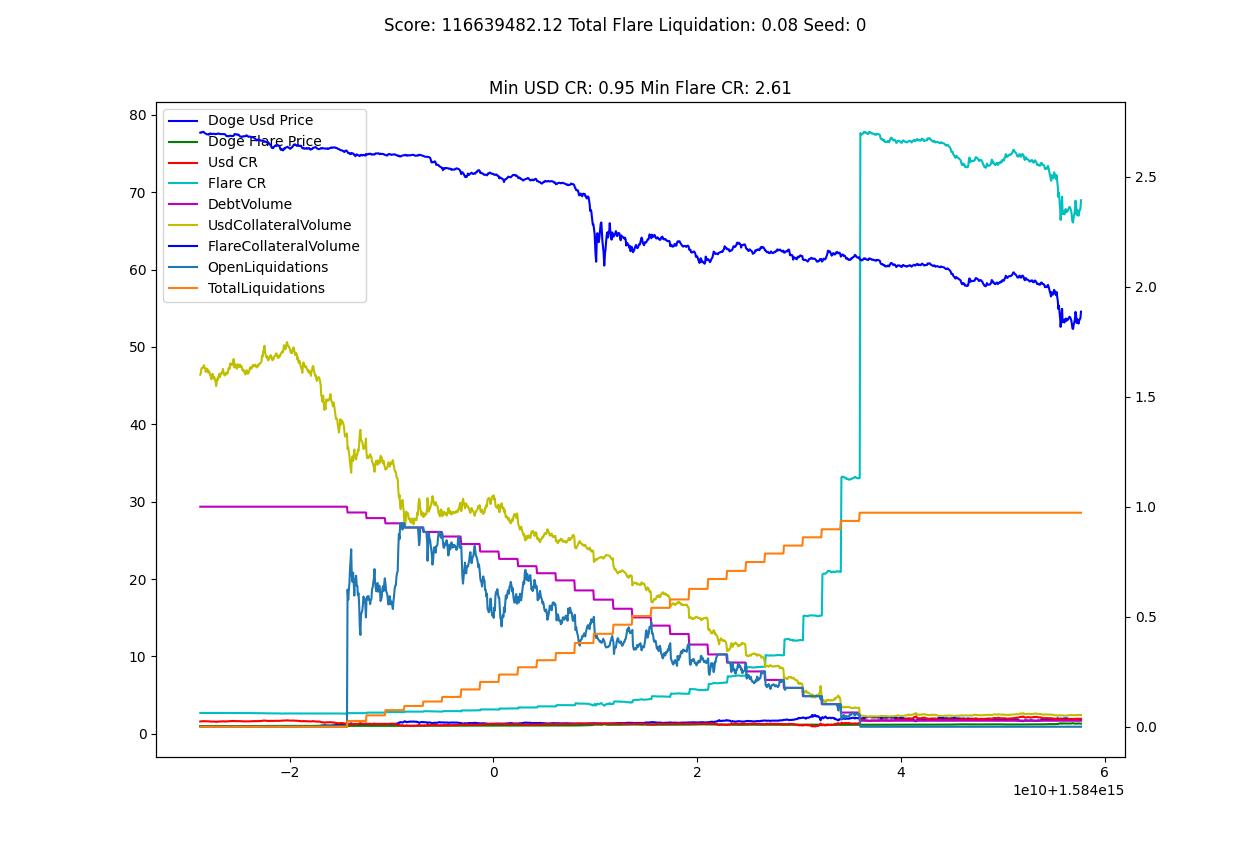 Score: 116639482.12 Total Flare Liquidation: 0.08 Seed: 0
Min USD CR: 0.95 Min Flare CR: 2.61
Doge Usd Price
Doge Flare Price
Usd CR
Flare CR
DebtVolume
UsdCollateralVolume
FlareCollateralVolume
OpenLiquidations
TotalLiquidations
80
70
60
50
40
30
20
10
0
2.5
2.0
1.5
1.0
0.5
0.0
−2 0 2 4 6
1e10+1.584e15